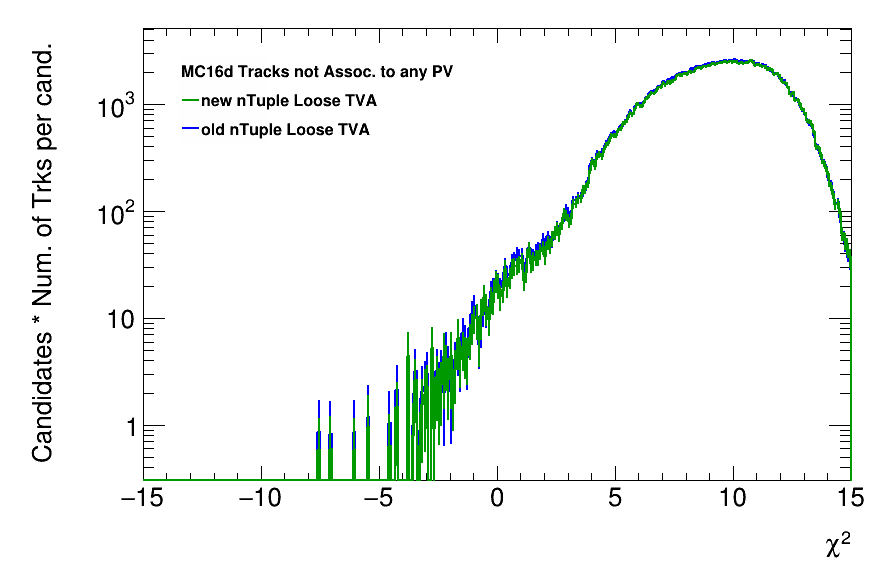 Candidates * Num. of Trks per cand.
MC16d Tracks not Assoc. to any PV
new nTuple Loose TVA
old nTuple Loose TVA
10³
10²
10
1
−15 −10 −5 0 5 10 15
χ²